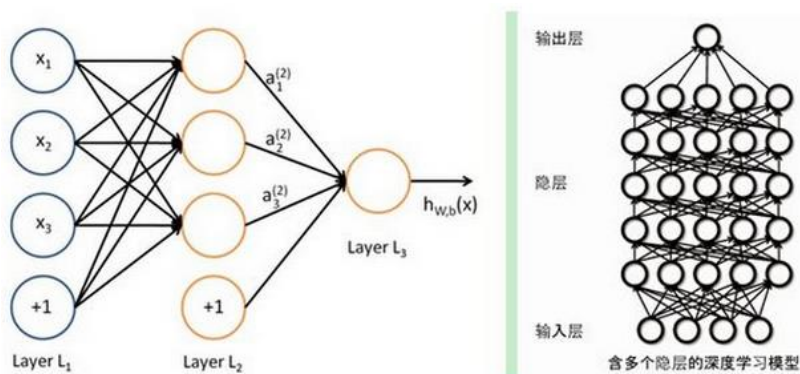 x₁
x₂
x₃
+1
Layer L₁
+1
Layer L₂
a₁⁽²⁾
a₂⁽²⁾
a₃⁽²⁾
Layer L₃
h_W,b(x)
输出层
隐层
输入层
含多个隐层的深度学习模型